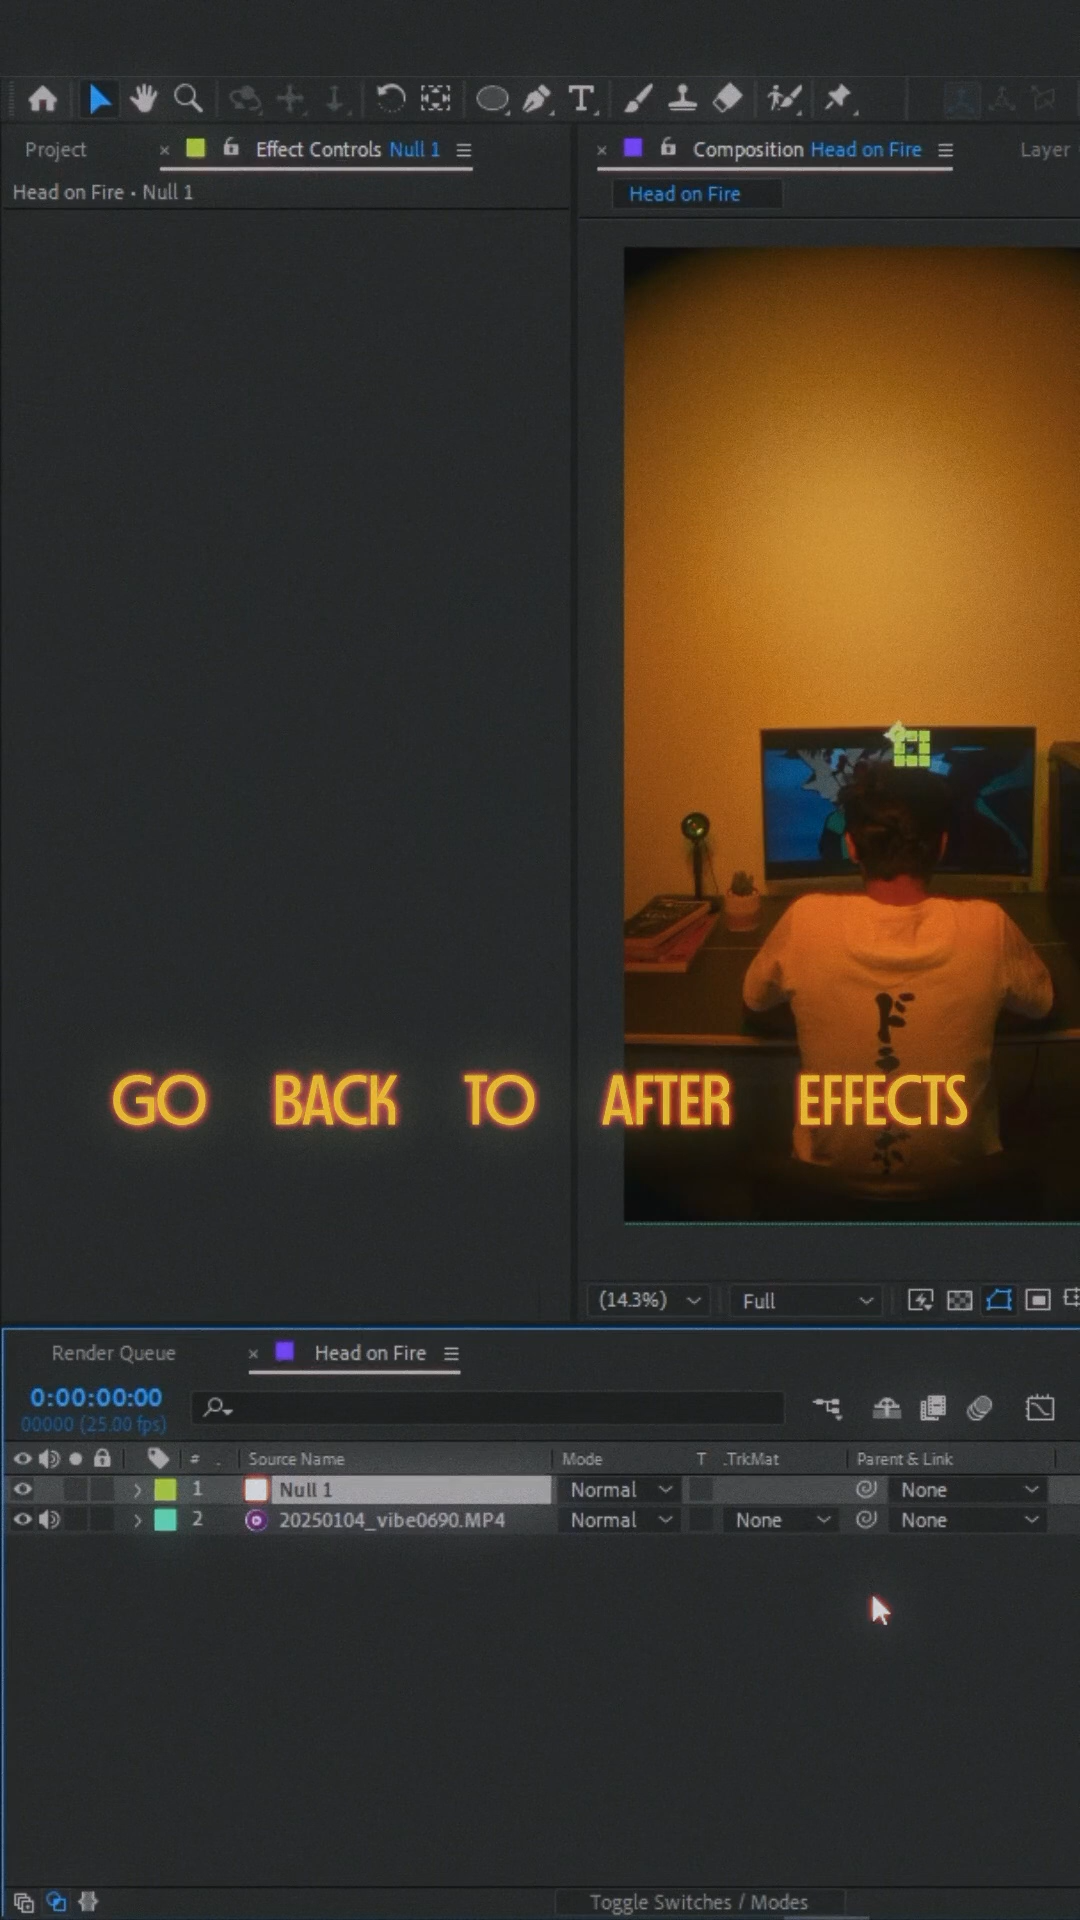 Project
Effect Controls Null 1
Composition Head on Fire
Layer
Head on Fire • Null 1
Head on Fire
GO BACK TO AFTER EFFECTS
(14.3%)
Full
Render Queue
Head on Fire
0:00:00:00
00000 (25.00 fps)
# . Source Name Mode T .TrkMat Parent & Link
1 Null 1 Normal None
2 20250104_vibe0690.MP4 Normal None None
Toggle Switches / Modes